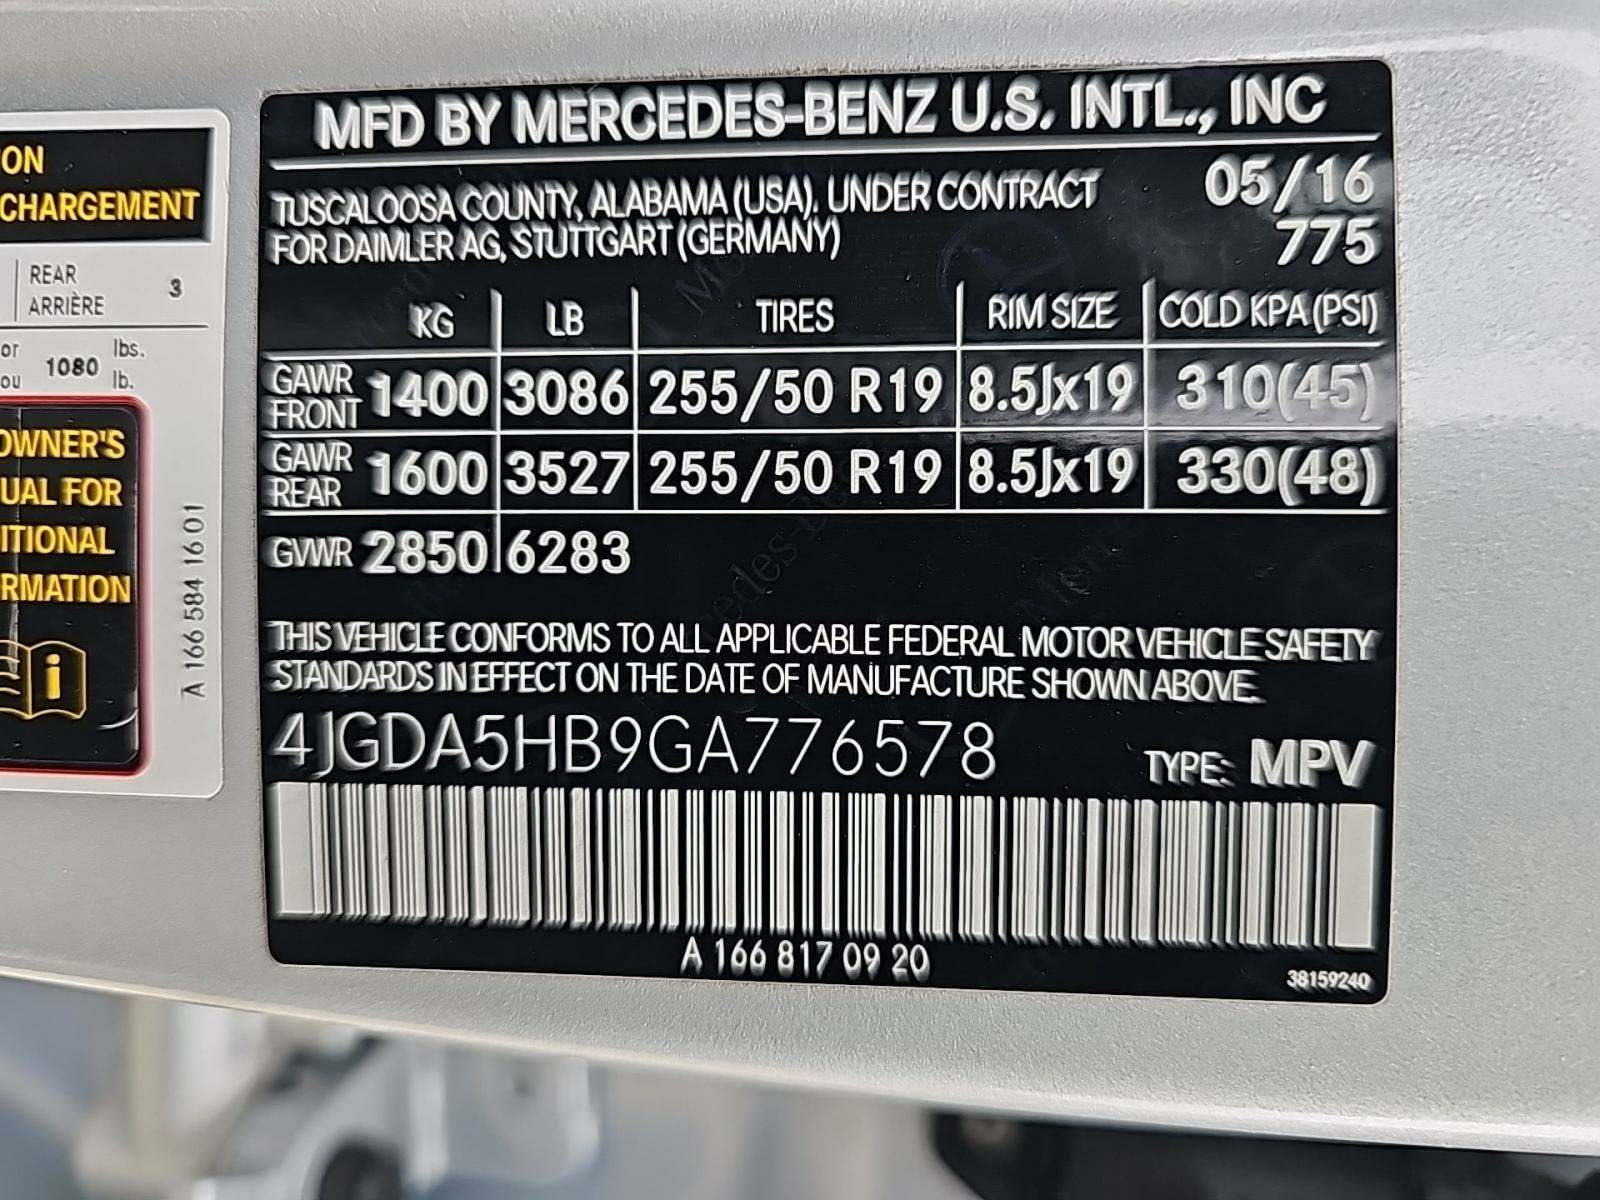 ON
CHARGEMENT
REAR
ARRIÈRE 3
or
ou 1080 lbs.
lb.
OWNER'S
UAL FOR
ITIONAL
RMATION
A 166 584 16 01
MFD BY MERCEDES-BENZ U.S. INTL., INC
TUSCALOOSA COUNTY, ALABAMA (USA), UNDER CONTRACT 05/16
FOR DAIMLER AG, STUTTGART (GERMANY) 775
KG LB TIRES RIM SIZE COLD KPA (PSI)
GAWR FRONT 1400 3086 255/50 R19 8.5Jx19 310(45)
GAWR REAR 1600 3527 255/50 R19 8.5Jx19 330(48)
GVWR 2850 6283
THIS VEHICLE CONFORMS TO ALL APPLICABLE FEDERAL MOTOR VEHICLE SAFETY
STANDARDS IN EFFECT ON THE DATE OF MANUFACTURE SHOWN ABOVE.
4JGDA5HB9GA776578 TYPE: MPV
A 166 817 09 20
38159240